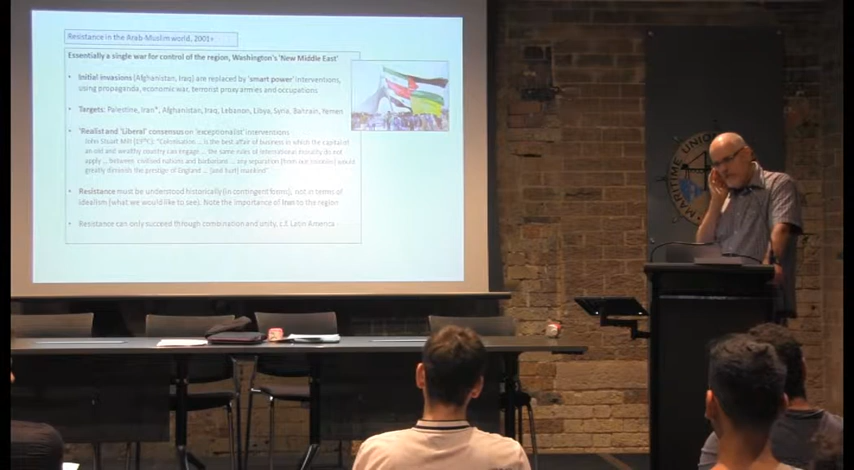 Resistance in the Arab-Muslim world, 2001+
Essentially a single war for control of the region, Washington's 'New Middle East'
• Initial invasions (Afghanistan, Iraq) are replaced by 'smart power' interventions,
using propaganda, economic war, terrorist proxy armies and occupations
• Targets: Palestine, Iran*, Afghanistan, Iraq, Lebanon, Libya, Syria, Bahrain, Yemen
• 'Realist and 'Liberal' consensus on 'exceptionalist' interventions
John Stuart Mill (19thC): "Colonisation ... is the best affair of business in which the capital of
an old and wealthy country can engage ... the same rules of international morality do not
apply ... between civilised nations and barbarians ... any separation (from our colonies) would
greatly diminish the prestige of England ... [and hurt] mankind"
• Resistance must be understood historically (in contingent forms), not in terms of
idealism (what we would like to see). Note the importance of Iran to the region
• Resistance can only succeed through combination and unity, c.f. Latin America
MARITIME UNION